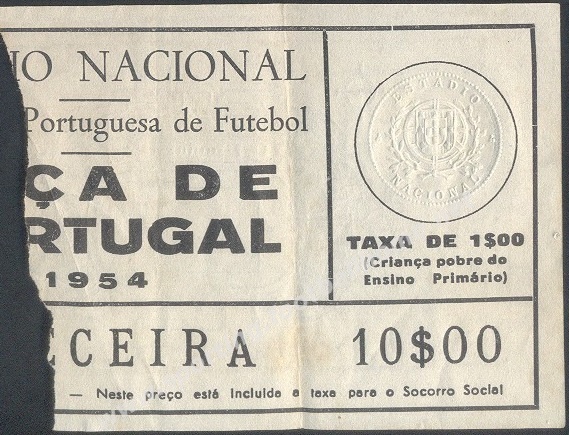 IO NACIONAL
Portuguesa de Futebol
ÇA DE
RTUGAL
1954
ESTÁDIO
NACIONAL
TAXA DE 1$00
(Criança pobre do
Ensino Primário)
CEIRA 10$00
— Neste preço está incluída a taxa para o Socorro Social